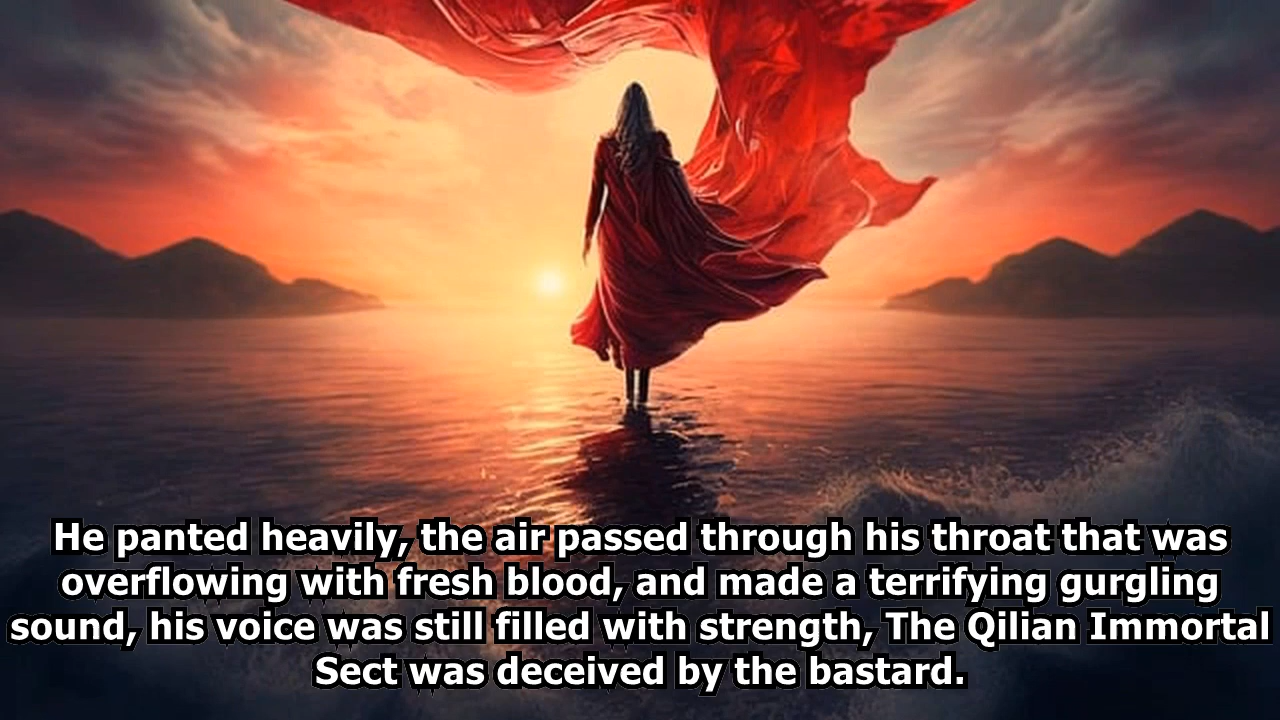 He panted heavily, the air passed through his throat that was
overflowing with fresh blood, and made a terrifying gurgling
sound, his voice was still filled with strength, The Qilian Immortal
Sect was deceived by the bastard.